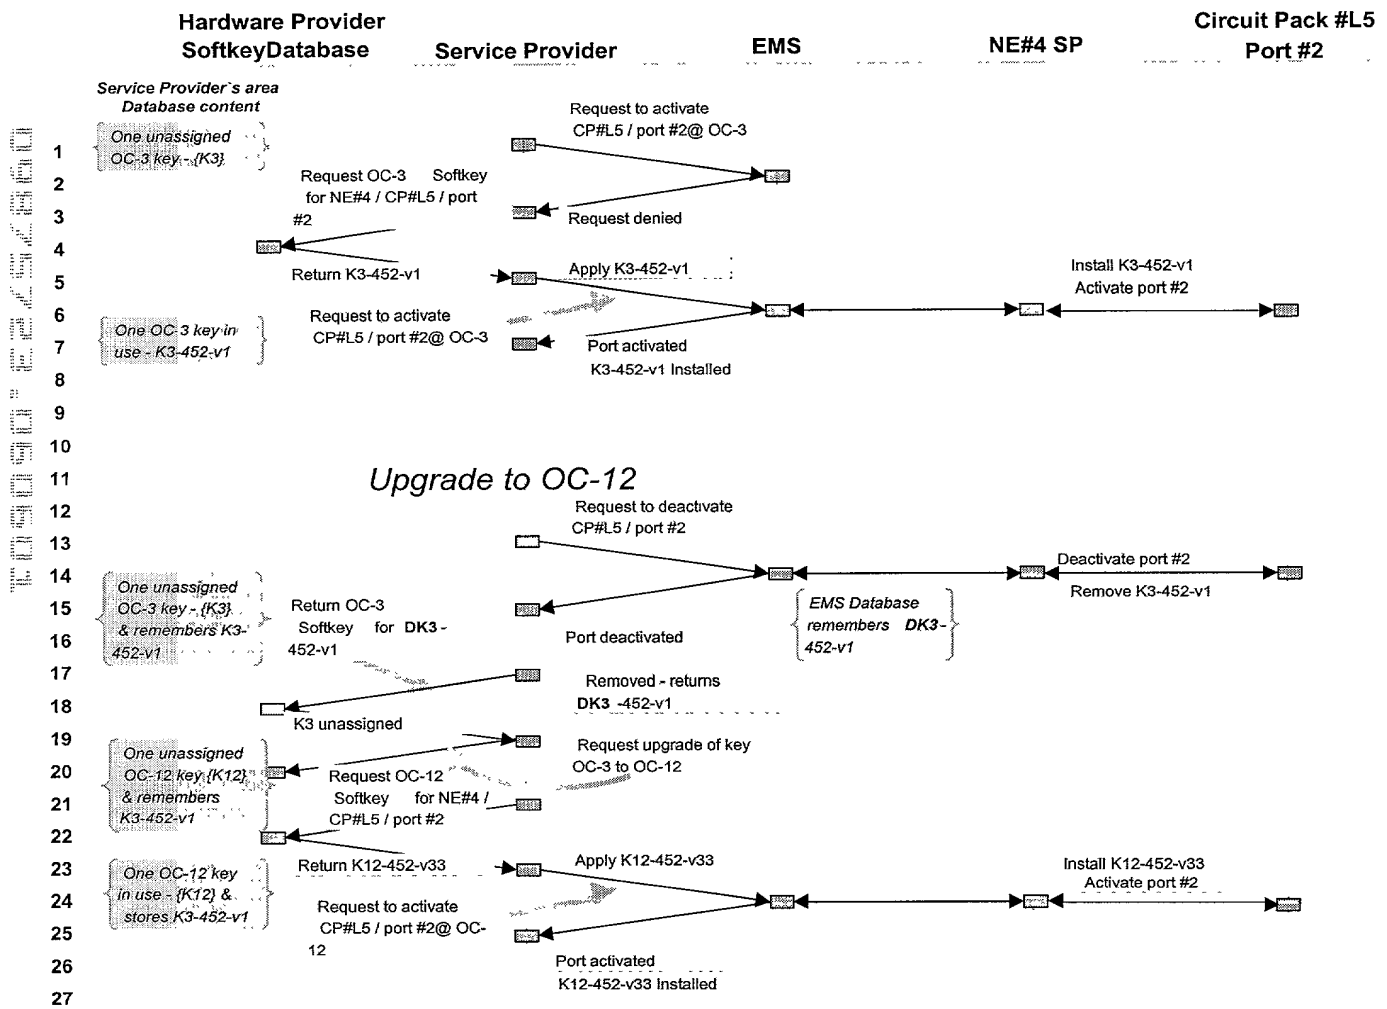 Hardware Provider
SoftkeyDatabase
Service Provider
EMS
NE#4 SP
Circuit Pack #L5
Port #2
Service Provider`s area
Database content
One unassigned
OC-3 key - {K3}
Request to activate
CP#L5 / port #2@ OC-3
1
2
3
4
5
6
7
8
9
10
11
12
13
14
15
16
17
18
19
20
21
22
23
24
25
26
27
Request OC-3 Softkey
for NE#4 / CP#L5 / port
#2
Request denied
Return K3-452-v1
Apply K3-452-v1
Install K3-452-v1
Activate port #2
One OC-3 key in
use - K3-452-v1
Request to activate
CP#L5 / port #2@ OC-3
Port activated
K3-452-v1 Installed
Upgrade to OC-12
Request to deactivate
CP#L5 / port #2
Deactivate port #2
Remove K3-452-v1
One unassigned
OC-3 key - {K3}
& remembers K3-
452-v1
Return OC-3
Softkey for DK3 -
452-v1
EMS Database
remembers DK3 -
452-v1
Port deactivated
Removed - returns
DK3 -452-v1
K3 unassigned
One unassigned
OC-12 key {K12}
& remembers
K3-452-v1
Request OC-12
Softkey for NE#4 /
CP#L5 / port #2
Request upgrade of key
OC-3 to OC-12
One OC-12 key
in use - {K12} &
stores K3-452-v1
Return K12-452-v33
Apply K12-452-v33
Install K12-452-v33
Activate port #2
Request to activate
CP#L5 / port #2@ OC-
12
Port activated
K12-452-v33 Installed